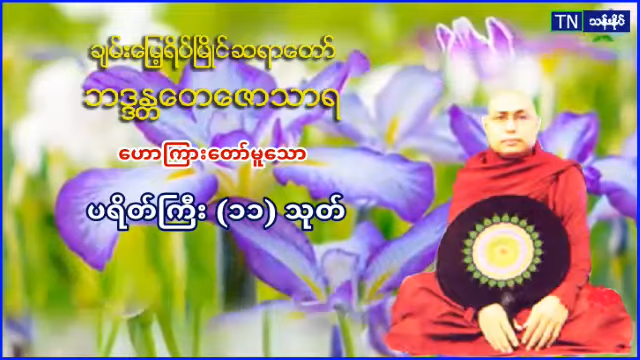 TN သန်းနိုင်
ချမ်းမြေ့ရိပ်မြိုင်ဆရာတော်
ဘဒ္ဒန္တတေဇောသာရ
ဟောကြားတော်မူသော
ပရိတ်ကြီး (၁၁) သုတ်